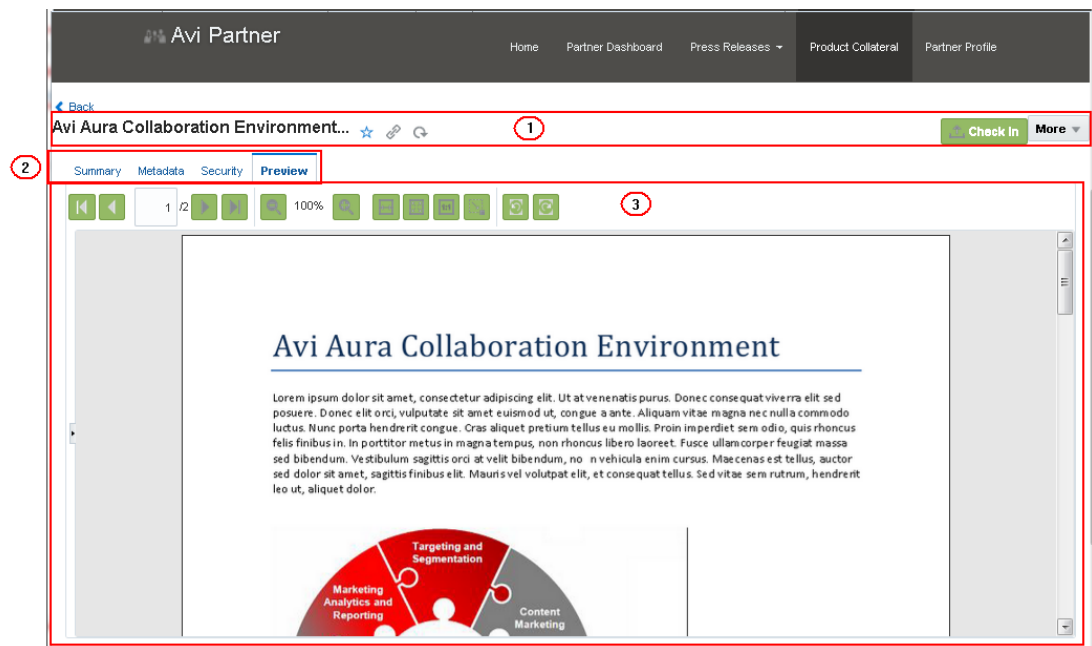 Avi Partner
Home Partner Dashboard Press Releases Product Collateral Partner Profile
Back
Avi Aura Collaboration Environment...
1
Check In More
2
Summary Metadata Security Preview
1 /2 100% 1:1
3
Avi Aura Collaboration Environment
Lorem ipsum dolor sit amet, consectetur adipiscing elit. Ut at venenatis purus. Donec consequat viverra elit sed
posuere. Donec elit orci, vulputate sit amet euismod ut, congue a ante. Aliquam vitae magna nec nulla commodo
luctus. Nunc porta hendrerit congue. Cras aliquet pretium tellus eu mollis. Proin imperdiet sem odio, quis rhoncus
felis finibus in. In porttitor metus in magna tempus, non rhoncus libero laoreet. Fusce ullamcorper feugiat massa
sed bibendum. Vestibulum sagittis orci at velit bibendum, no n vehicula enim cursus. Maecenas est tellus, auctor
sed dolor sit amet, sagittis finibus elit. Mauris vel volutpat elit, et consequat tellus. Sed vitae sem rutrum, hendrerit
leo ut, aliquet dolor.
Targeting and
Segmentation
Marketing
Analytics and
Reporting
Content
Marketing